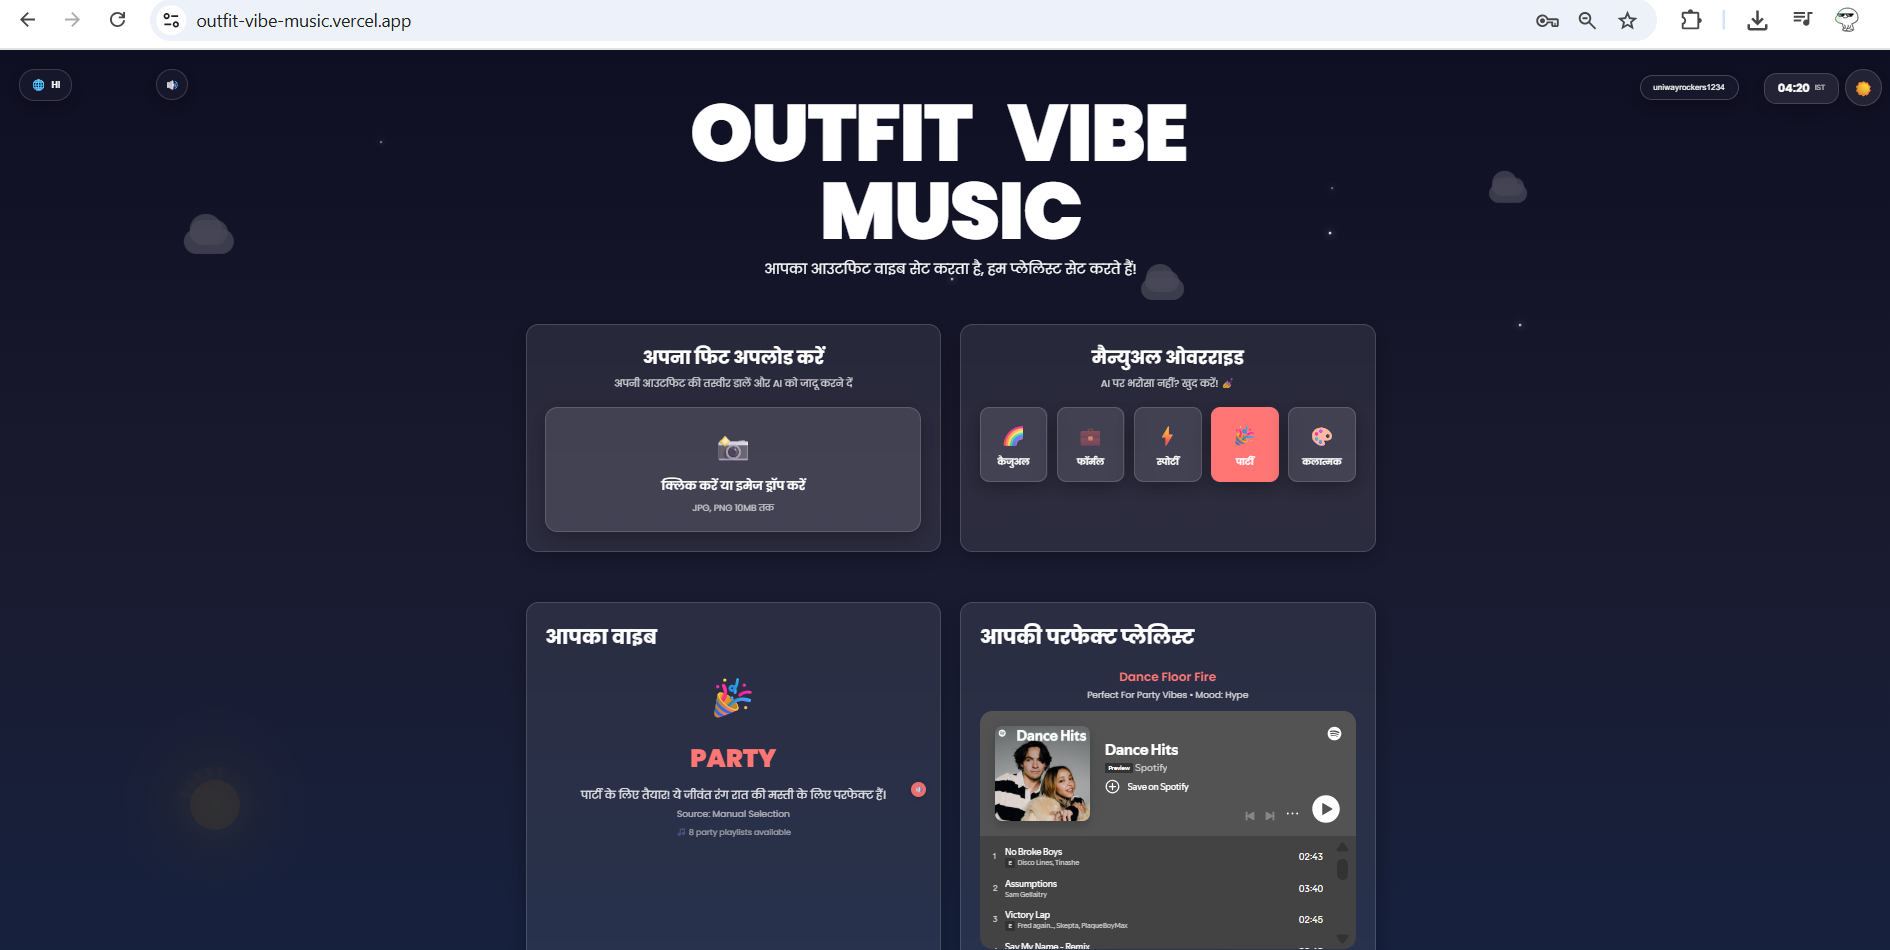 outfit-vibe-music.vercel.app
HI
uniwayrockers1234
04:20 IST
OUTFIT VIBE
MUSIC
आपका आउटफिट वाइब सेट करता है, हम प्लेलिस्ट सेट करते हैं!
अपना फिट अपलोड करें
अपनी आउटफिट की तस्वीर डालें और AI को जादू करने दें
क्लिक करें या इमेज ड्रॉप करें
JPG, PNG 10MB तक
मैन्युअल ओवरराइड
AI पर भरोसा नहीं? खुद करें!
कैजुअल
फॉर्मल
स्पोर्टी
पार्टी
कलात्मक
आपका वाइब
PARTY
पार्टी के लिए तैयार! ये जीवंत रंग रात की मस्ती के लिए परफेक्ट हैं।
Source: Manual Selection
8 party playlists available
आपकी परफेक्ट प्लेलिस्ट
Dance Floor Fire
Perfect For Party Vibes • Mood: Hype
Dance Hits
Dance Hits
Preview Spotify
Save on Spotify
1 No Broke Boys 02:43
E Disco Lines, Tinashe
2 Assumptions 03:40
Sam Gellaitry
3 Victory Lap 02:45
E Fred again.., Skepta, PlaqueBoyMax
Say My Name - Remix